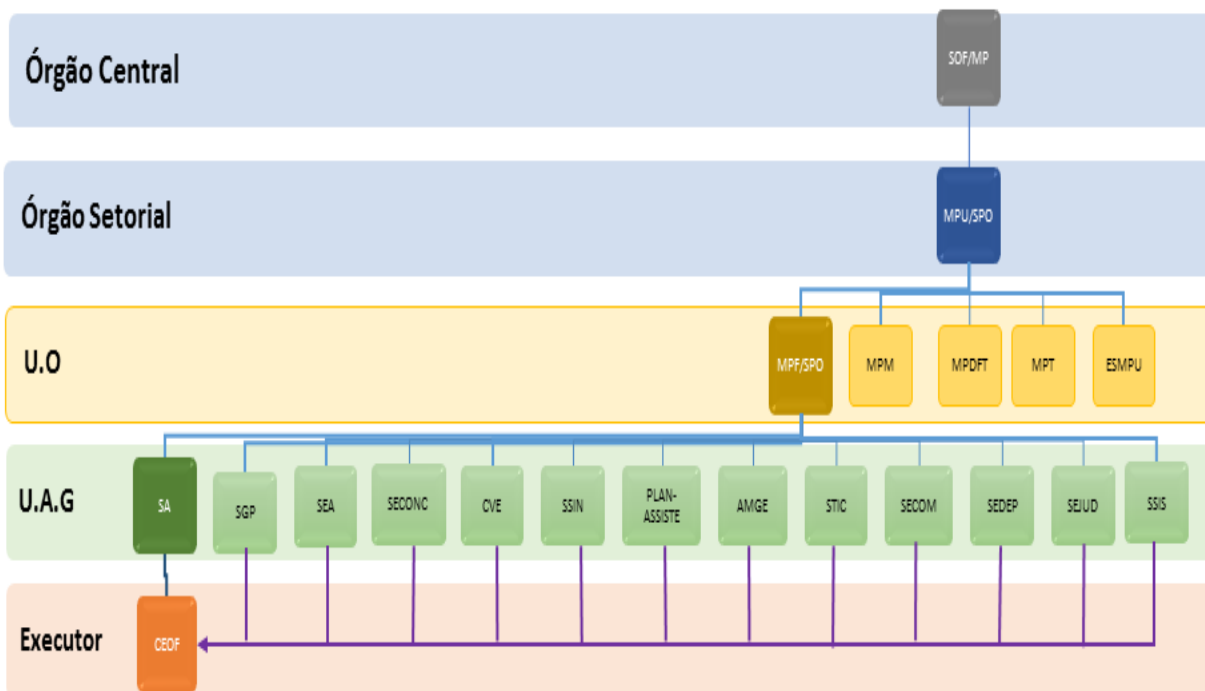 Órgão Central
SOF/MP
Órgão Setorial
MPU/SPO
U.O
MPF/SPO
MPM
MPDFT
MPT
ESMPU
U.A.G
SA
SGP
SEA
SECONC
CVE
SSIN
PLAN-
ASSISTE
AMGE
STIC
SECOM
SEDEP
SEJUD
SSIS
Executor
CEOF